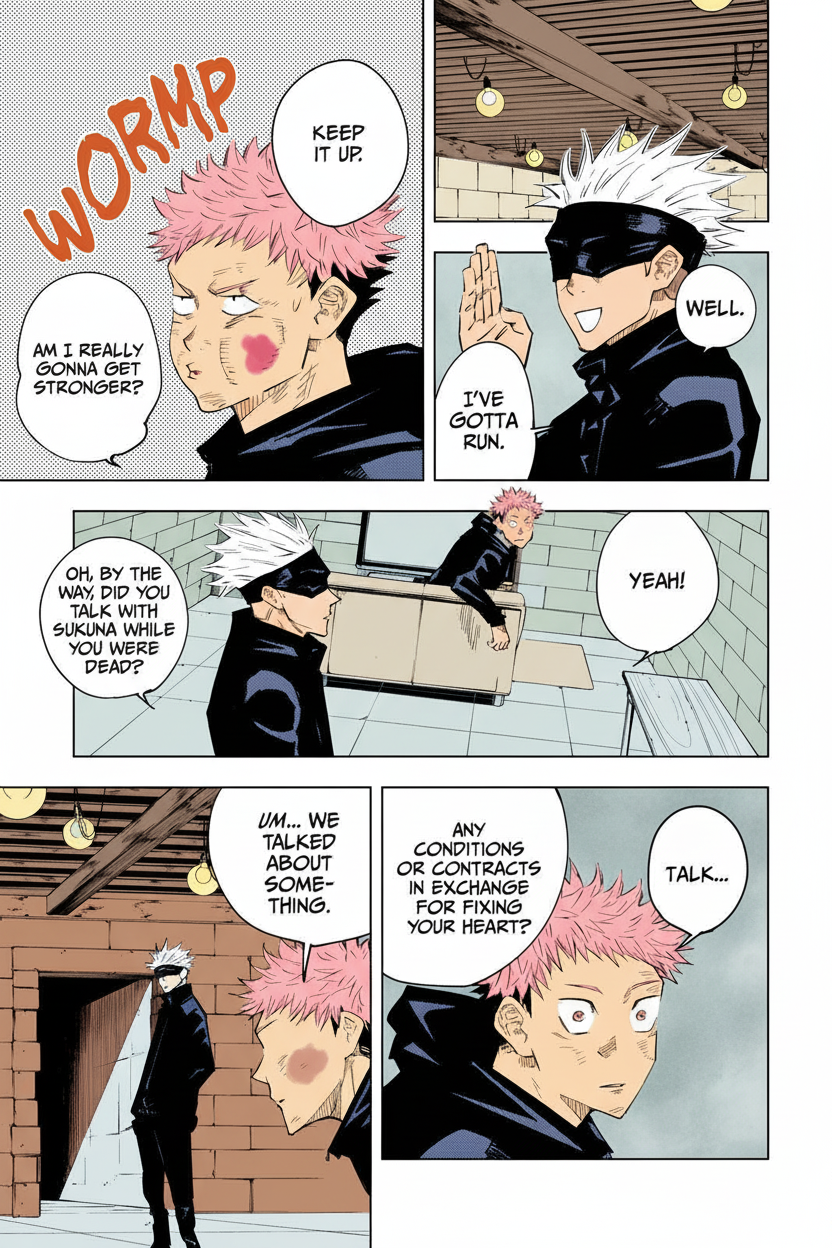 WELL.
I'VE
GOTTA
RUN.
KEEP
IT UP.
WORMP
AM I REALLY
GONNA GET
STRONGER?
YEAH!
OH, BY THE
WAY, DID YOU
TALK WITH
SUKUNA WHILE
YOU WERE
DEAD?
TALK...
ANY
CONDITIONS
OR CONTRACTS
IN EXCHANGE
FOR FIXING
YOUR HEART?
UM... WE
TALKED
ABOUT
SOME-
THING.